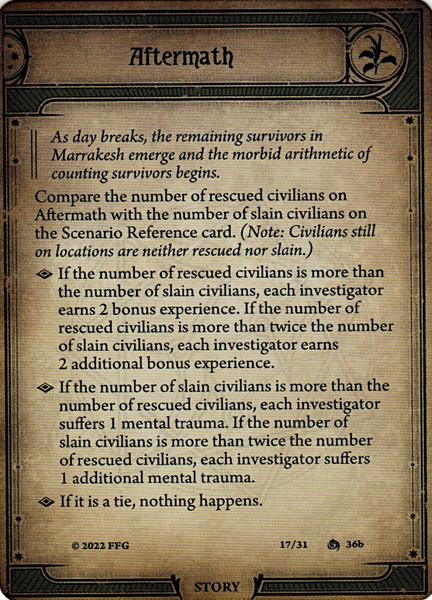 Aftermath
As day breaks, the remaining survivors in
Marrakesh emerge and the morbid arithmetic of
counting survivors begins.
Compare the number of rescued civilians on
Aftermath with the number of slain civilians on
the Scenario Reference card. (Note: Civilians still
on locations are neither rescued nor slain.)
If the number of rescued civilians is more than
the number of slain civilians, each investigator
earns 2 bonus experience. If the number of
rescued civilians is more than twice the number
of slain civilians, each investigator earns
2 additional bonus experience.
If the number of slain civilians is more than the
number of rescued civilians, each investigator
suffers 1 mental trauma. If the number of
slain civilians is more than twice the number
of rescued civilians, each investigator suffers
1 additional mental trauma.
If it is a tie, nothing happens.
© 2022 FFG 17/31 36b
STORY